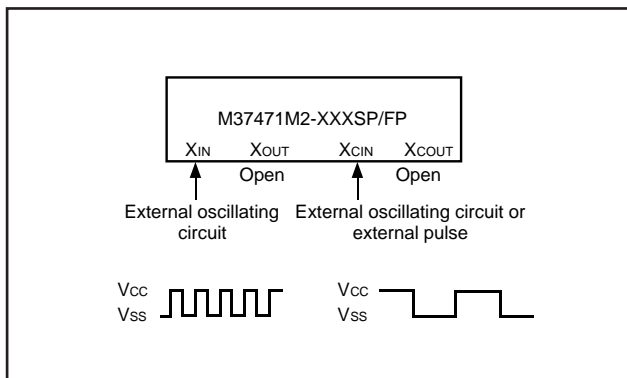 M37471M2-XXXSP/FP
XIN XOUT XCIN XCOUT
Open Open
External oscillating circuit
External oscillating circuit or external pulse
VCC
VSS
VCC
VSS